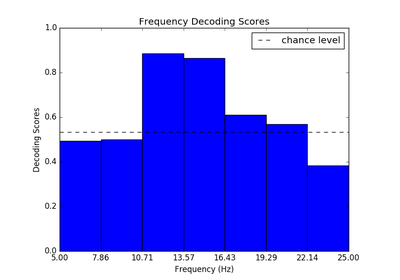 Frequency Decoding Scores
chance level
Decoding Scores
1.0
0.8
0.6
0.4
0.2
0.0
5.00 7.86 10.71 13.57 16.43 19.29 22.14 25.00
Frequency (Hz)